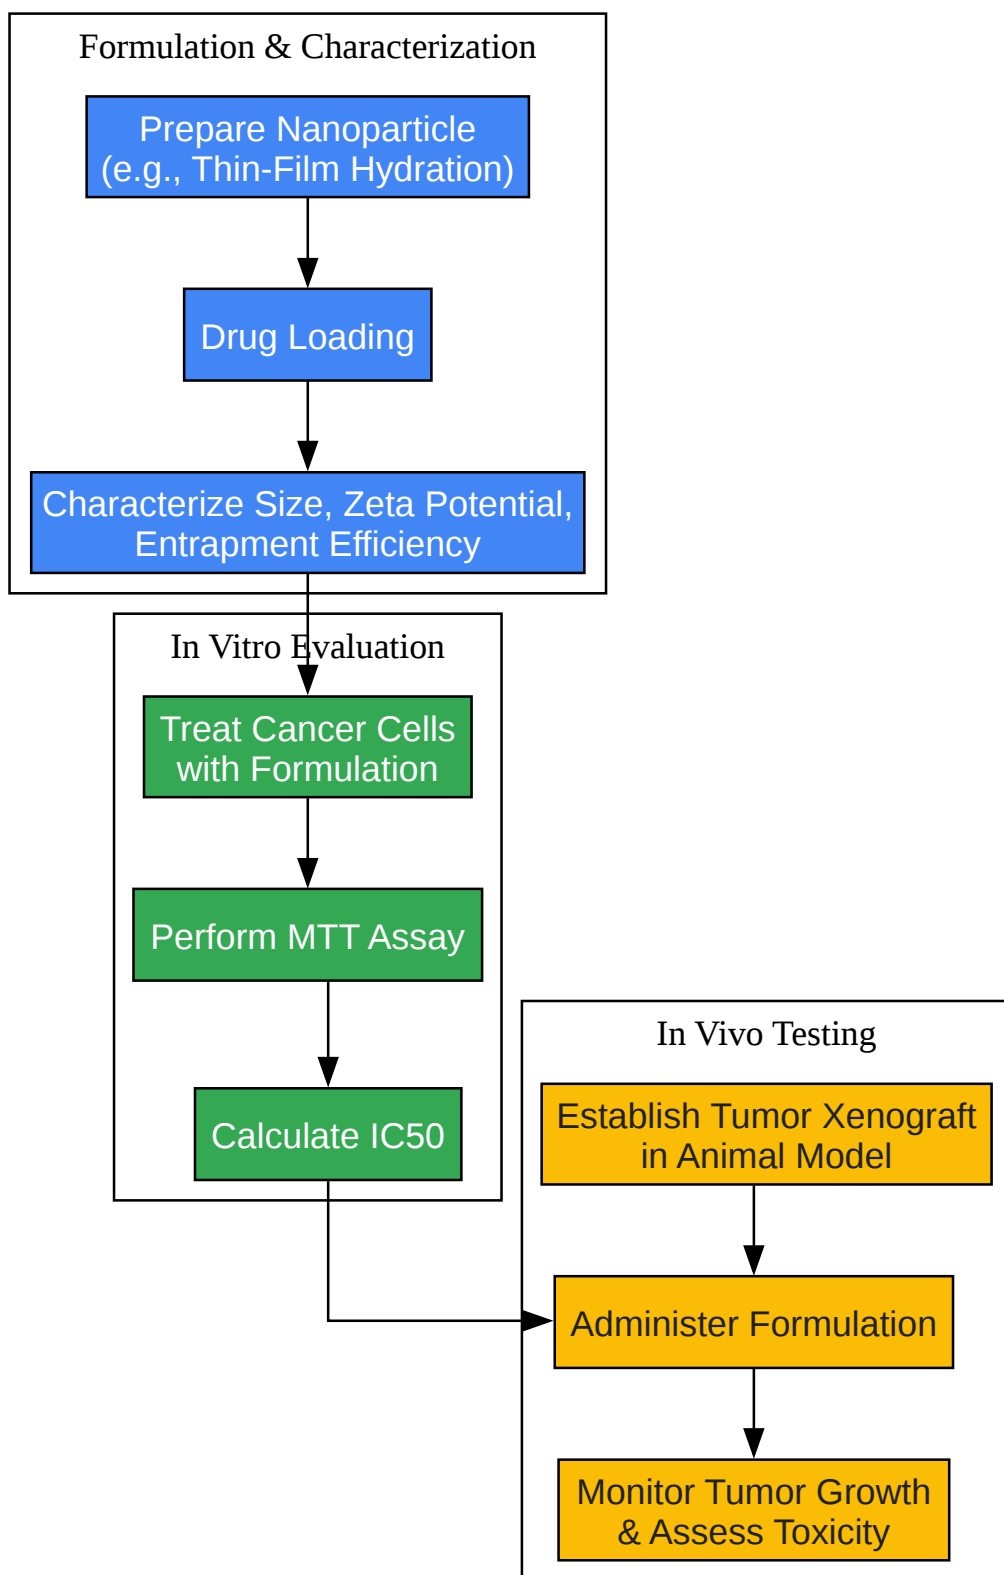 Formulation & Characterization
Prepare Nanoparticle
(e.g., Thin-Film Hydration)
Drug Loading
Characterize Size, Zeta Potential,
Entrapment Efficiency
In Vitro Evaluation
Treat Cancer Cells
with Formulation
Perform MTT Assay
Calculate IC50
In Vivo Testing
Establish Tumor Xenograft
in Animal Model
Administer Formulation
Monitor Tumor Growth
& Assess Toxicity